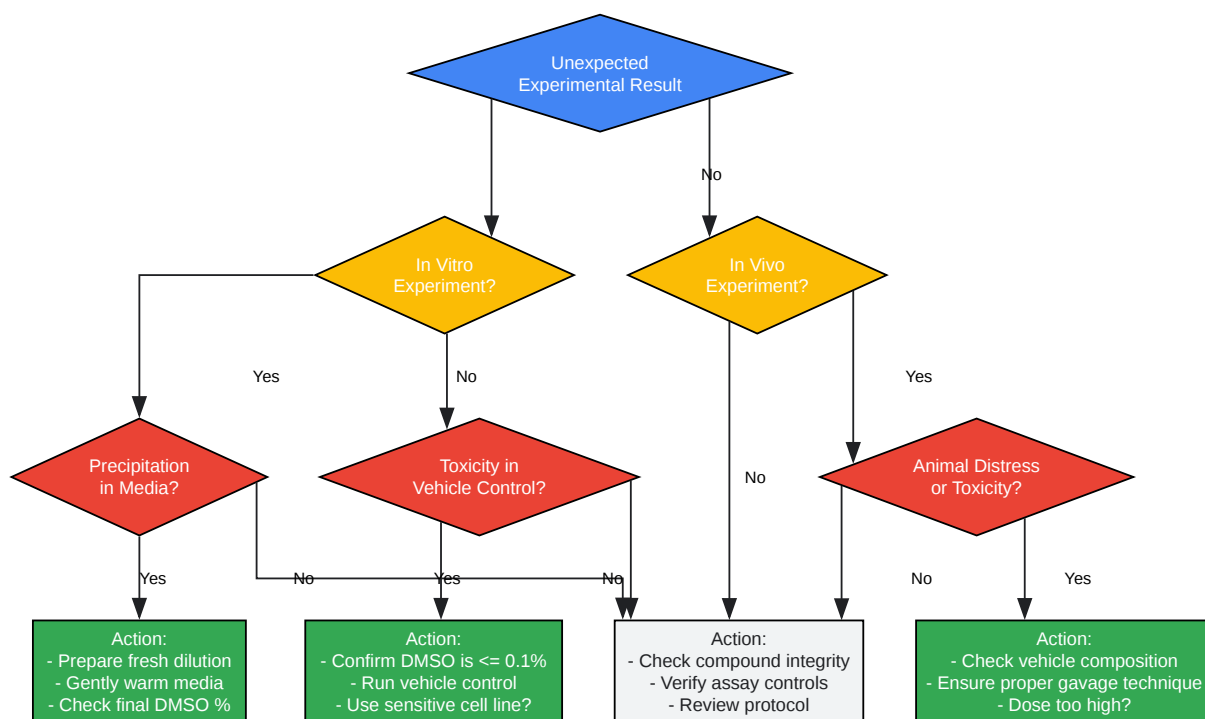 Unexpected
Experimental Result
No
In Vitro
Experiment?
In Vivo
Experiment?
Yes
No
Yes
Precipitation
in Media?
Toxicity in
Vehicle Control?
No
Animal Distress
or Toxicity?
Yes
No
Yes
No
No
Yes
Action:
- Prepare fresh dilution
- Gently warm media
- Check final DMSO %
Action:
- Confirm DMSO is <= 0.1%
- Run vehicle control
- Use sensitive cell line?
Action:
- Check compound integrity
- Verify assay controls
- Review protocol
Action:
- Check vehicle composition
- Ensure proper gavage technique
- Dose too high?